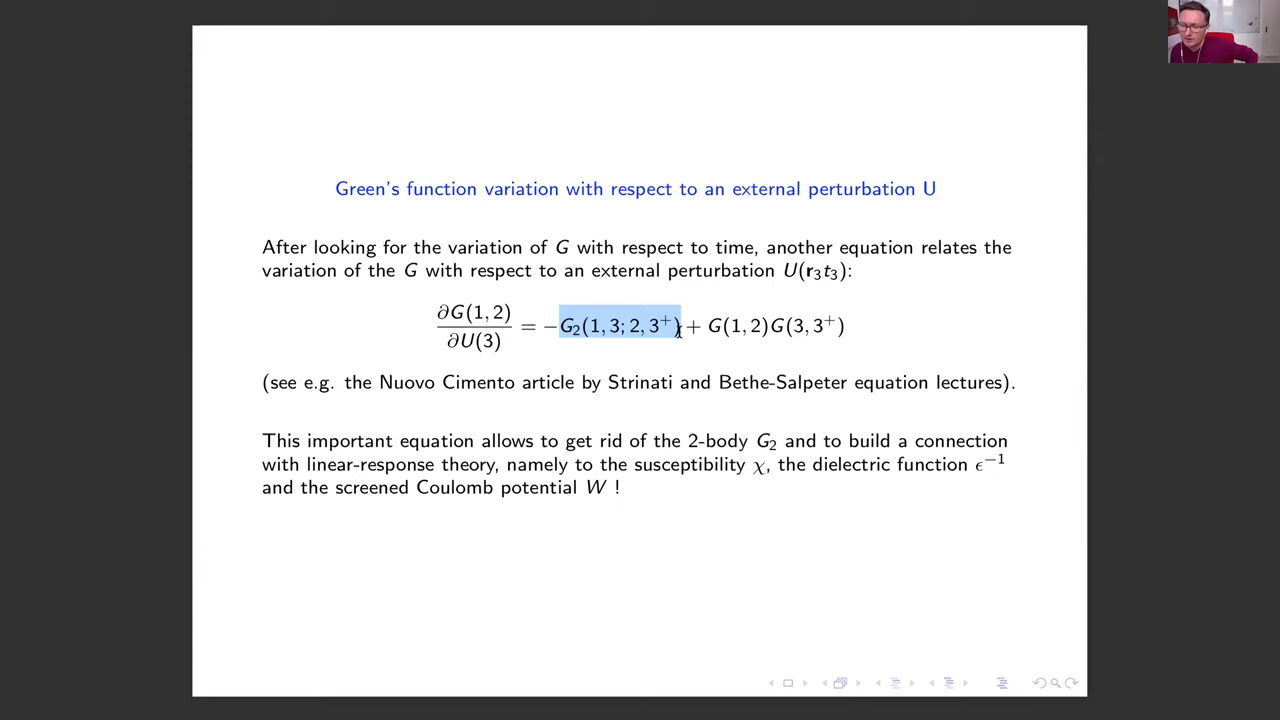 Green's function variation with respect to an external perturbation U
After looking for the variation of G with respect to time, another equation relates the
variation of the G with respect to an external perturbation U(r₃t₃):
∂G(1, 2)
∂U(3)
= −G₂(1, 3; 2, 3⁺) + G(1, 2)G(3, 3⁺)
(see e.g. the Nuovo Cimento article by Strinati and Bethe-Salpeter equation lectures).
This important equation allows to get rid of the 2-body G₂ and to build a connection
with linear-response theory, namely to the susceptibility χ, the dielectric function ϵ⁻¹
and the screened Coulomb potential W !